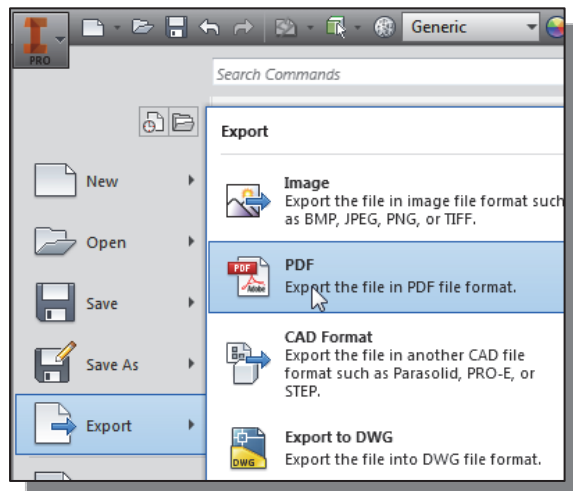 PRO
Generic
Search Commands
Export
New
Open
Save
Save As
Export
Image
Export the file in image file format such
as BMP, JPEG, PNG, or TIFF.
PDF
PDF
Adobe
Export the file in PDF file format.
CAD Format
Export the file in another CAD file
format such as Parasolid, PRO-E, or
STEP.
DWG
Export to DWG
Export the file into DWG file format.